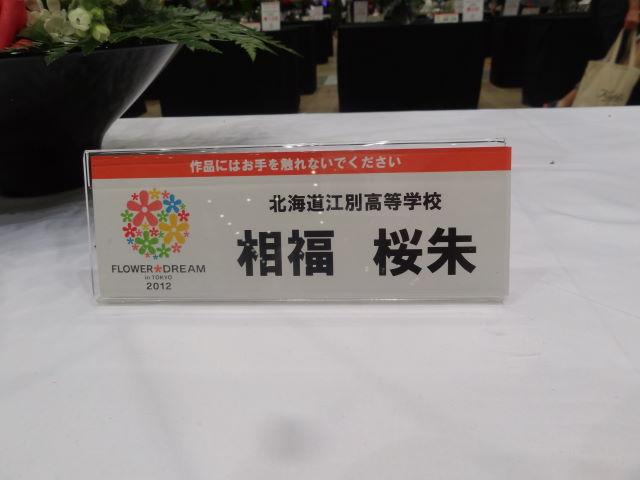 作品にはお手を触れないでください
北海道江別高等学校
相福 桜朱
FLOWER★DREAM
in TOKYO
2012